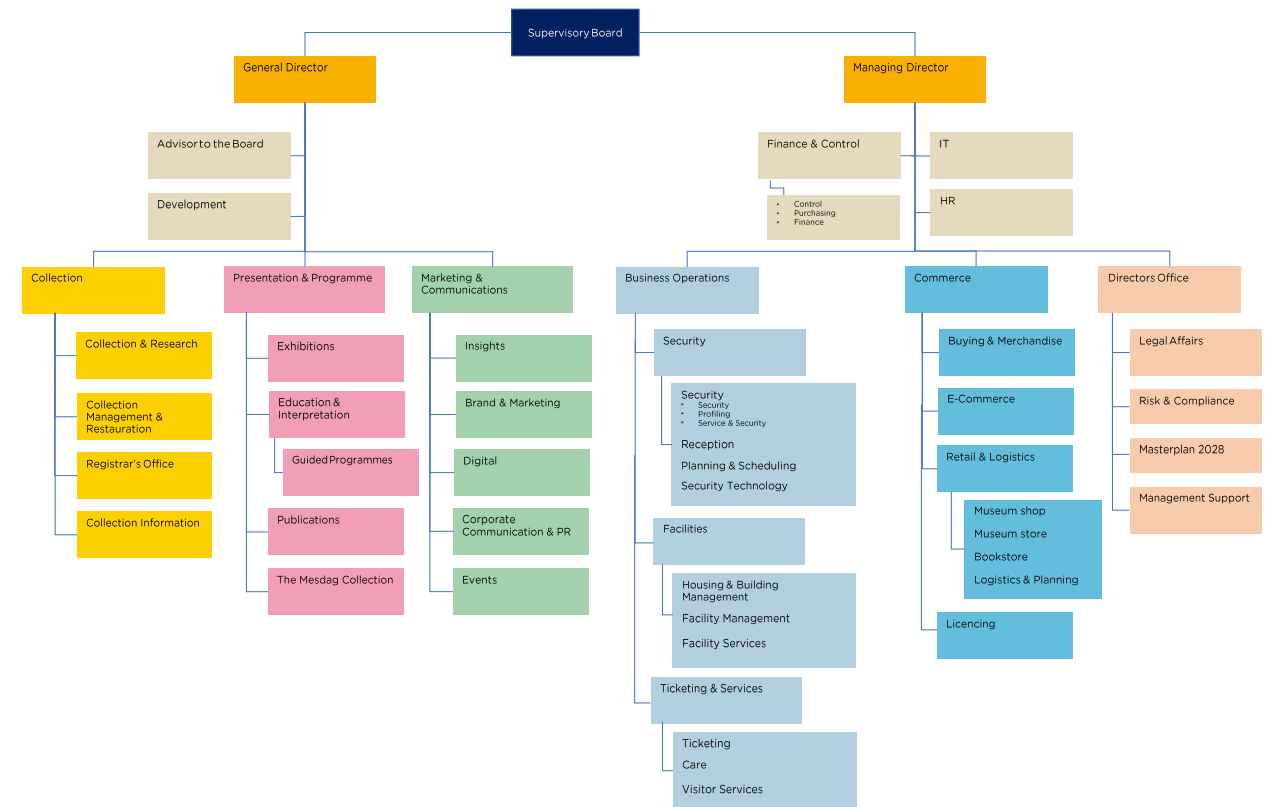 Supervisory Board
General Director
Managing Director
Advisor to the Board
Development
Finance & Control
• Control
• Purchasing
• Finance
IT
HR
Collection
Collection & Research
Collection
Management &
Restauration
Registrar's Office
Collection Information
Presentation & Programme
Exhibitions
Education &
Interpretation
Guided Programmes
Publications
The Mesdag Collection
Marketing &
Communications
Insights
Brand & Marketing
Digital
Corporate
Communication & PR
Events
Business Operations
Security
Security
• Security
• Profiling
• Service & Security
Reception
Planning & Scheduling
Security Technology
Facilities
Housing & Building
Management
Facility Management
Facility Services
Ticketing & Services
Ticketing
Care
Visitor Services
Commerce
Buying & Merchandise
E-Commerce
Retail & Logistics
Museum shop
Museum store
Bookstore
Logistics & Planning
Licencing
Directors Office
Legal Affairs
Risk & Compliance
Masterplan 2028
Management Support